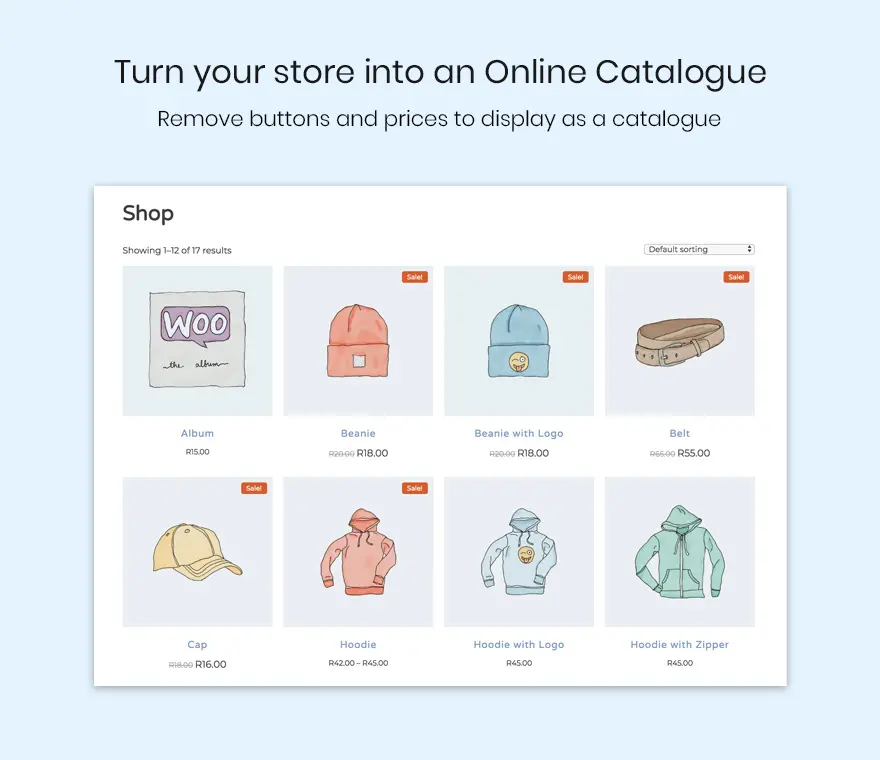 Turn your store into an Online Catalogue
Remove buttons and prices to display as a catalogue
Shop
Showing 1–12 of 17 results
Default sorting
WOO
the album
Album
R15.00
Sale!
Beanie
R20.00 R18.00
Sale!
Beanie with Logo
R20.00 R18.00
Sale!
Belt
R65.00 R55.00
Sale!
Cap
R18.00 R16.00
Sale!
Hoodie
R42.00 – R45.00
Hoodie with Logo
R45.00
Hoodie with Zipper
R45.00